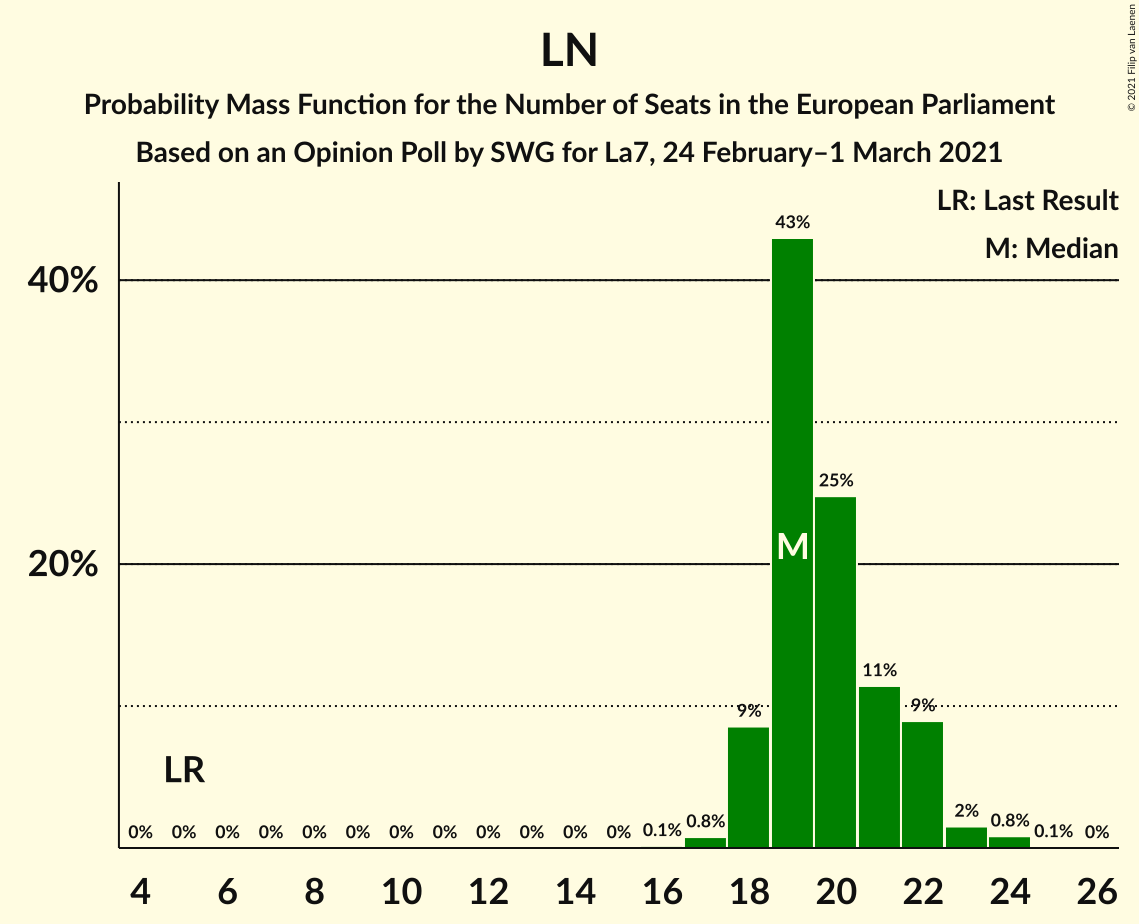 LN
Probability Mass Function for the Number of Seats in the European Parliament
Based on an Opinion Poll by SWG for La7, 24 February–1 March 2021
© 2021 Filip van Laenen
LR: Last Result
M: Median
40%
20%
43%
25%
11%
9%
9%
2%
0.8%
0.8%
0% 0% 0% 0% 0% 0% 0% 0% 0% 0% 0% 0% 0.1%
0.1% 0%
LR
M
4 6 8 10 12 14 16 18 20 22 24 26